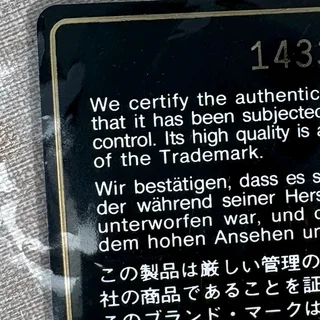 143
We certify the authentic
that it has been subjected
control. Its high quality is a
of the Trademark.
Wir bestätigen, dass es s
der während seiner Hers
unterworfen war, und d
dem hohen Ansehen un
この製品は厳しい管理の
社の商品であることを証
このブランド・マークは